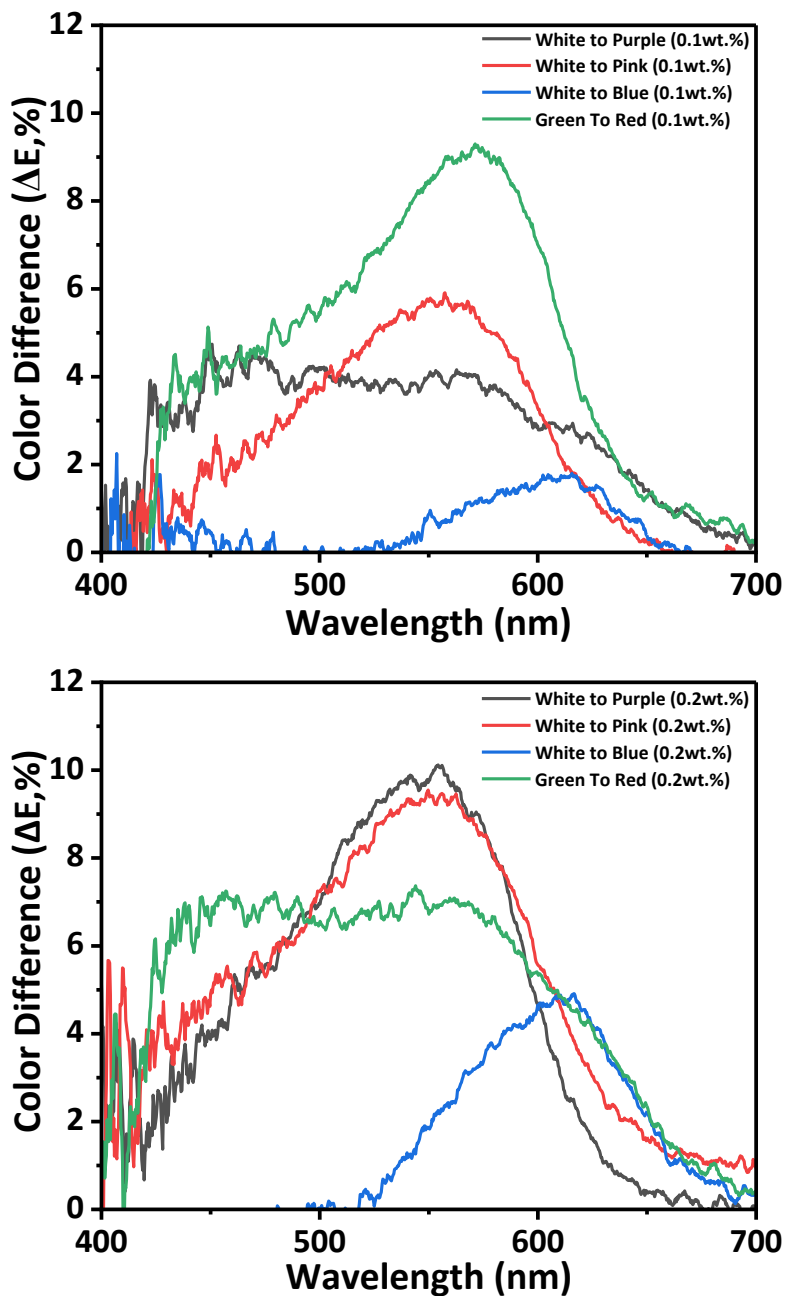 12
10
8
6
4
2
0
Color Difference (ΔE,%)
White to Purple (0.1wt.%)
White to Pink (0.1wt.%)
White to Blue (0.1wt.%)
Green To Red (0.1wt.%)
400
500
600
700
Wavelength (nm)
12
10
8
6
4
2
0
Color Difference (ΔE,%)
White to Purple (0.2wt.%)
White to Pink (0.2wt.%)
White to Blue (0.2wt.%)
Green To Red (0.2wt.%)
400
500
600
700
Wavelength (nm)